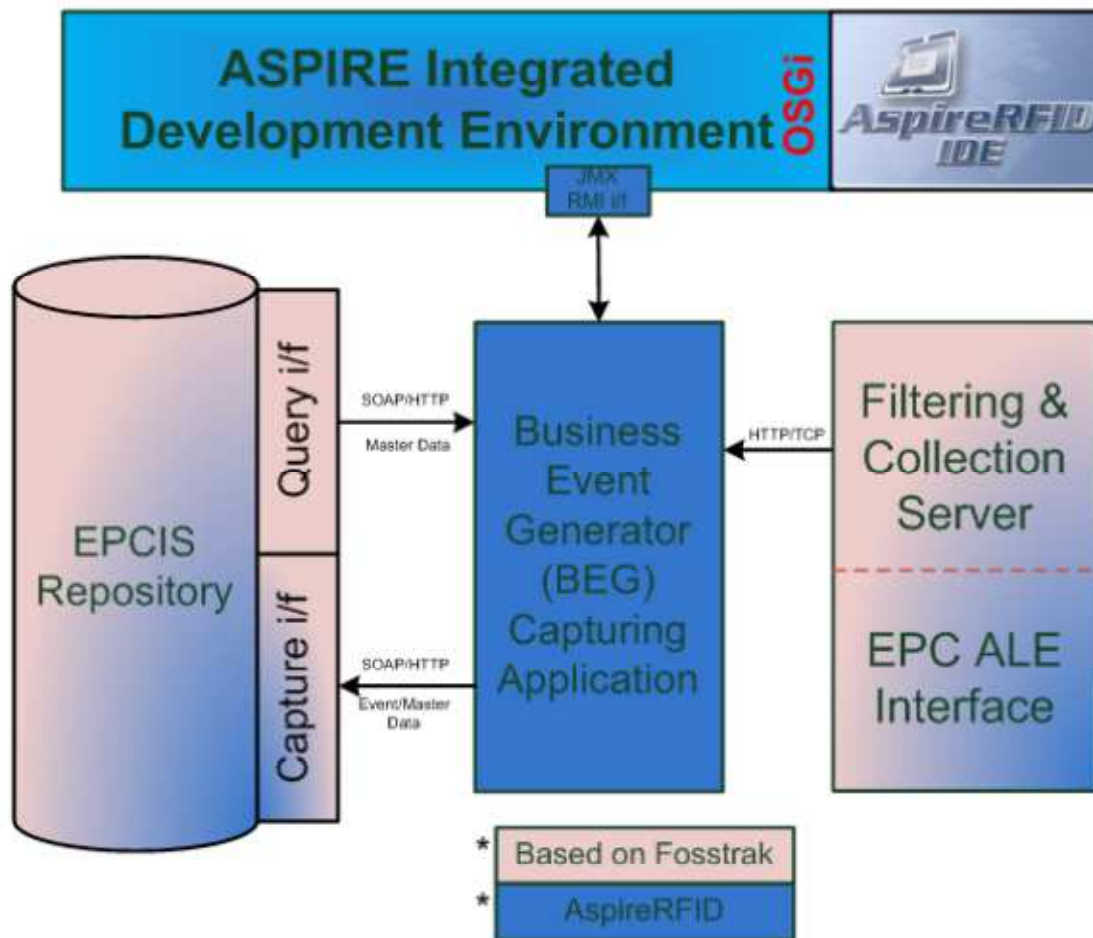 ASPIRE Integrated
Development Environment
OSGi
AspireRFID
IDE
JMX
RMI i/f
EPCIS
Repository
Query i/f
Capture i/f
SOAP/HTTP
Master Data
SOAP/HTTP
Event/Master
Data
Business
Event
Generator
(BEG)
Capturing
Application
HTTP/TCP
Filtering &
Collection
Server
EPC ALE
Interface
* Based on Fosstrak
* AspireRFID